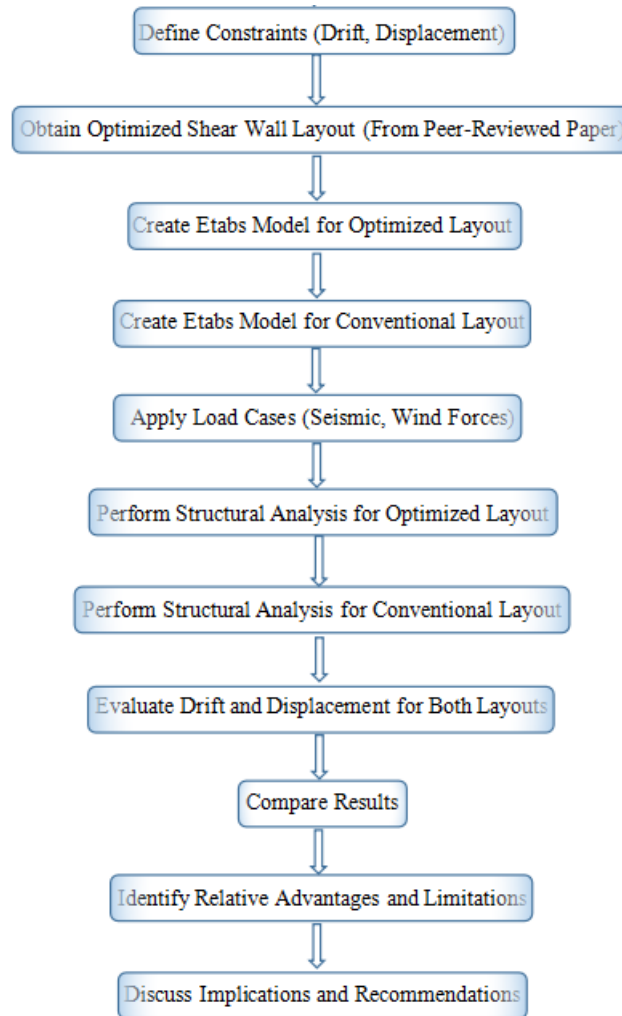 Define Constraints (Drift, Displacement)
Obtain Optimized Shear Wall Layout (From Peer-Reviewed Paper)
Create Etabs Model for Optimized Layout
Create Etabs Model for Conventional Layout
Apply Load Cases (Seismic, Wind Forces)
Perform Structural Analysis for Optimized Layout
Perform Structural Analysis for Conventional Layout
Evaluate Drift and Displacement for Both Layouts
Compare Results
Identify Relative Advantages and Limitations
Discuss Implications and Recommendations